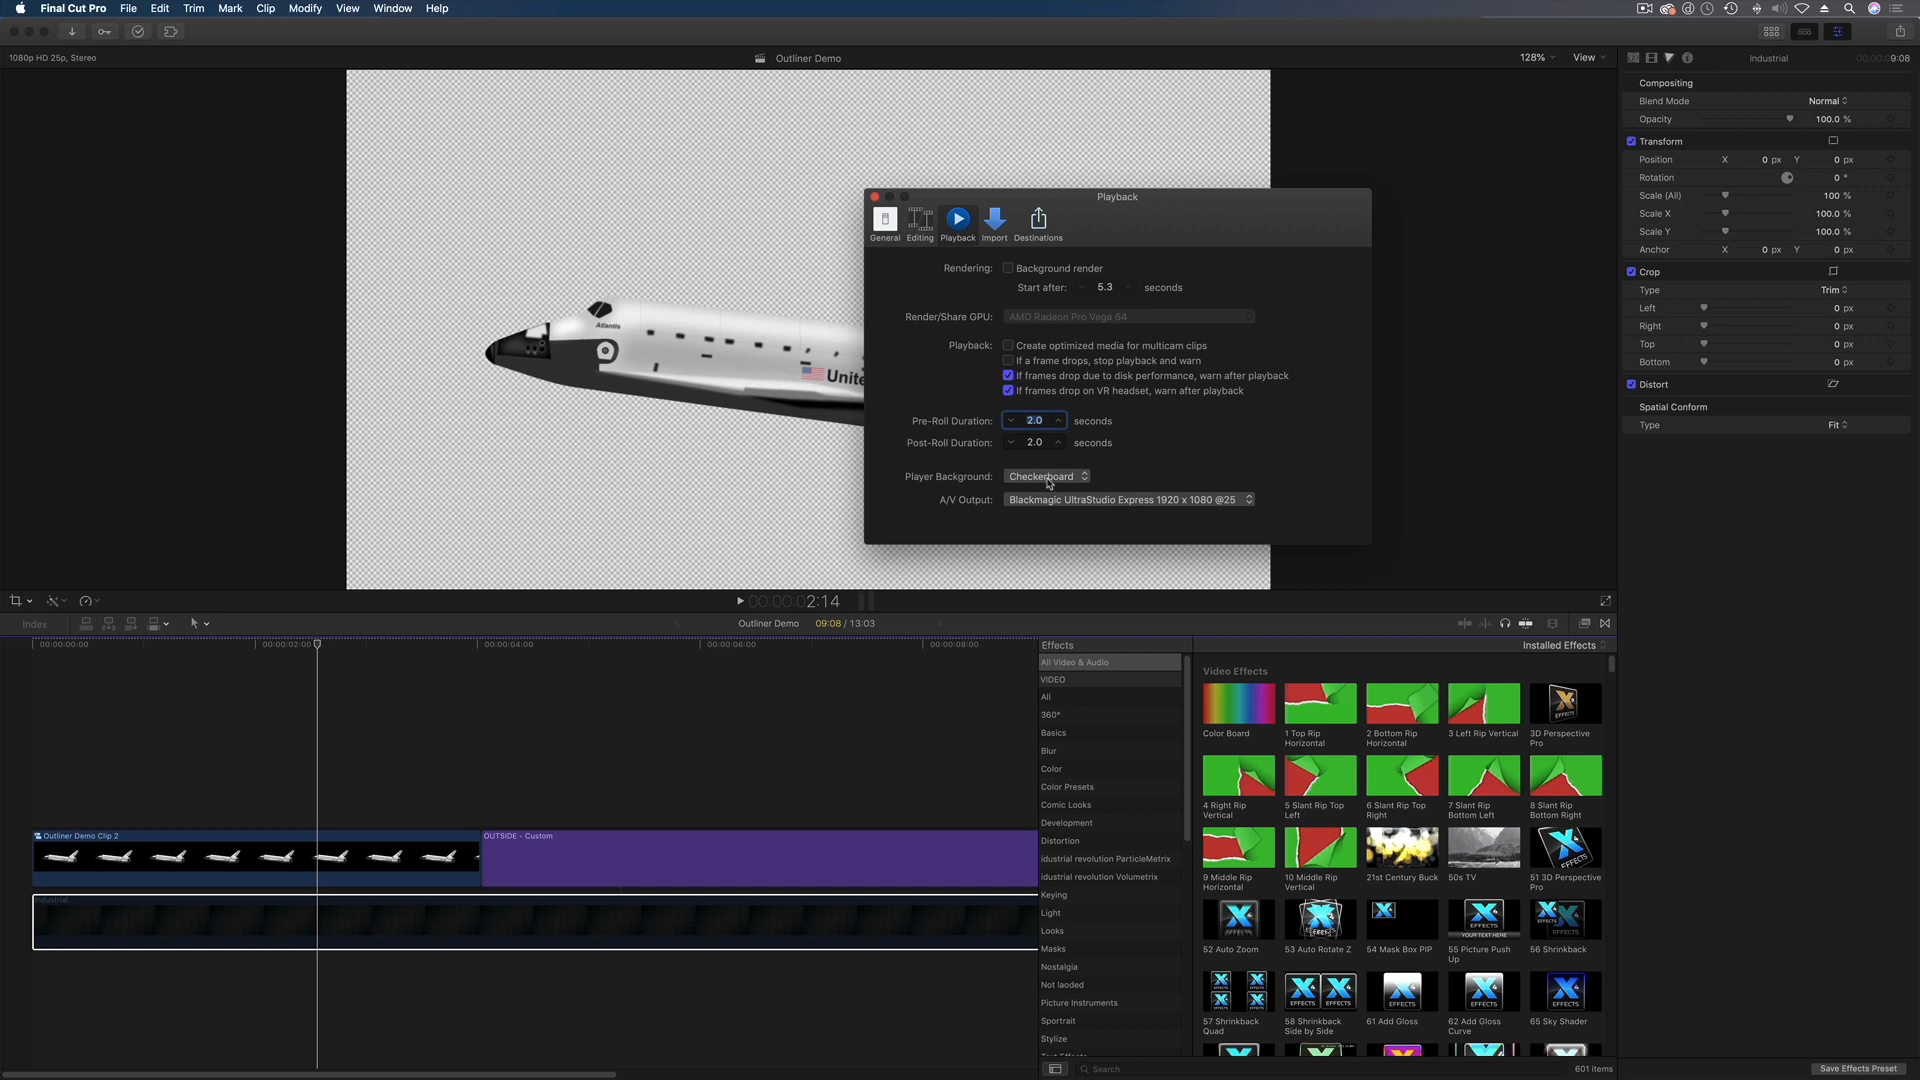 Final Cut Pro File Edit Trim Mark Clip Modify View Window Help
1080p HD 25p, Stereo
Outliner Demo
128%
View
Industrial
9:08
Compositing
Blend Mode Normal
Opacity 100.0 %
Transform
Position X 0 px Y 0 px
Rotation 0 °
Scale (All) 100 %
Scale X 100.0 %
Scale Y 100.0 %
Anchor X 0 px Y 0 px
Crop
Type Trim
Left 0 px
Right 0 px
Top 0 px
Bottom 0 px
Distort
Spatial Conform
Type Fit
Atlantis
Unite
Playback
General Editing Playback Import Destinations
Rendering: Background render
Start after: 5.3 seconds
Render/Share GPU: AMD Radeon Pro Vega 64
Playback: Create optimized media for multicam clips
If a frame drops, stop playback and warn
If frames drop due to disk performance, warn after playback
If frames drop on VR headset, warn after playback
Pre-Roll Duration: 2.0 seconds
Post-Roll Duration: 2.0 seconds
Player Background: Checkerboard
A/V Output: Blackmagic UltraStudio Express 1920 x 1080 @25
00:00:00:02:14
Index
Outliner Demo 09:08 / 13:03
00:00:00:00 00:00:02:00 00:00:04:00 00:00:06:00 00:00:08:00
Outliner Demo Clip 2
OUTSIDE - Custom
Industrial
Effects
Installed Effects
All Video & Audio
VIDEO
All
360°
Basics
Blur
Color
Color Presets
Comic Looks
Development
Distortion
idustrial revolution ParticleMetrix
idustrial revolution Volumetrix
Keying
Light
Looks
Masks
Nostalgia
Not laoded
Picture Instruments
Sportrait
Stylize
Text Effects
Video Effects
Color Board
1 Top Rip Horizontal
2 Bottom Rip Horizontal
3 Left Rip Vertical
3D Perspective Pro
4 Right Rip Vertical
5 Slant Rip Top Left
6 Slant Rip Top Right
7 Slant Rip Bottom Left
8 Slant Rip Bottom Right
9 Middle Rip Horizontal
10 Middle Rip Vertical
21st Century Buck
50s TV
51 3D Perspective Pro
52 Auto Zoom
53 Auto Rotate Z
54 Mask Box PIP
YOUR TEXT HERE
55 Picture Push Up
56 Shrinkback
57 Shrinkback Quad
58 Shrinkback Side by Side
61 Add Gloss
62 Add Gloss Curve
65 Sky Shader
Search
601 items
Save Effects Preset